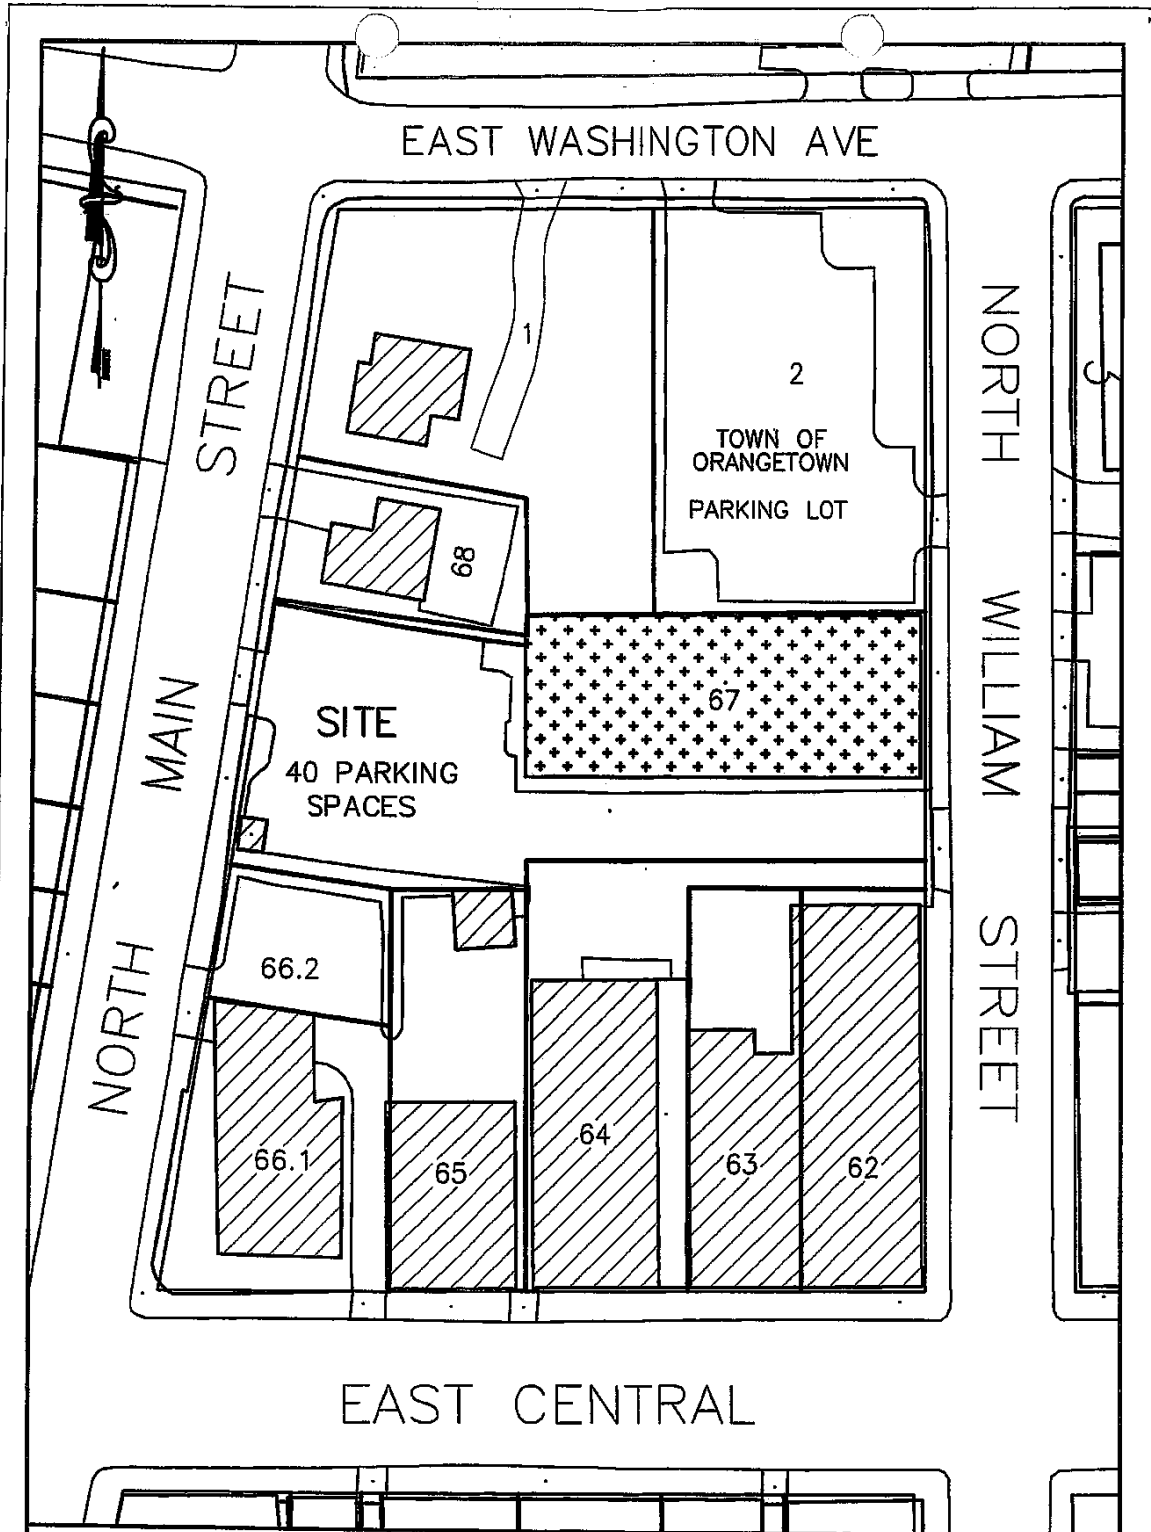 EAST WASHINGTON AVE
NORTH MAIN STREET
1
2
TOWN OF
ORANGETOWN
PARKING LOT
3
68
67
SITE
40 PARKING
SPACES
NORTH WILLIAM STREET
66.2
66.1
65
64
63
62
EAST CENTRAL